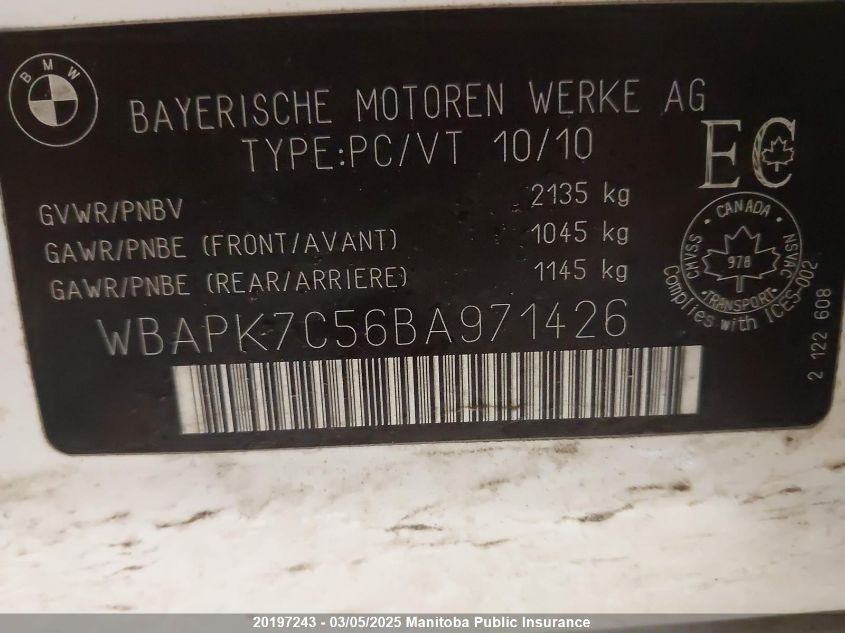 BMW
BAYERISCHE MOTOREN WERKE AG
TYPE:PC/VT 10/10
EC
GVWR/PNBV 2135 kg
GAWR/PNBE (FRONT/AVANT) 1045 kg
GAWR/PNBE (REAR/ARRIERE) 1145 kg
CANADA
CMVSS
NSVAC
978
TRANSPORT
Complies with ICES-002
2 122 608
WBAPK7C56BA971426
20197243 - 03/05/2025 Manitoba Public Insurance